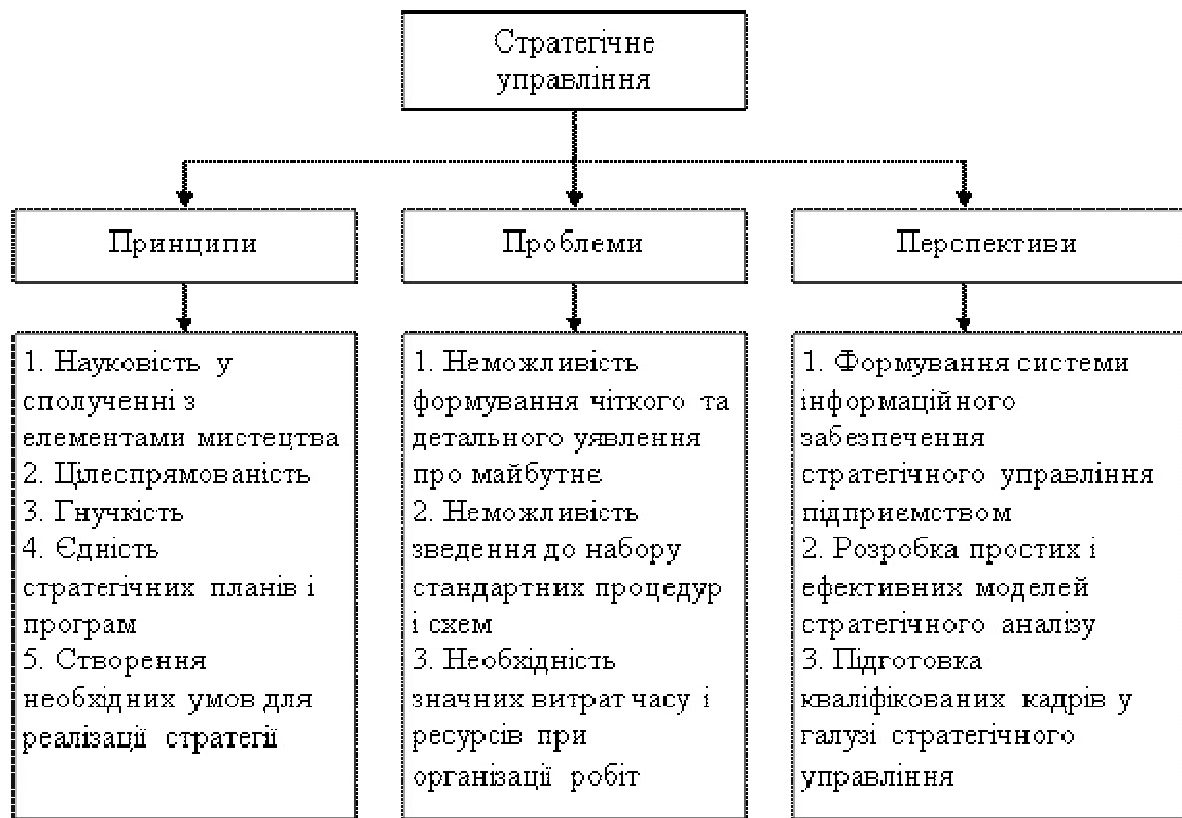 Стратегічне
управління
Принципи
Проблеми
Перспективи
1. Науковість у
сполученні з
елементами мистецтва
2. Цілеспрямованість
3. Гнучкість
4. Єдність
стратегічних планів і
програм
5. Створення
необхідних умов для
реалізації стратегії
1. Неможливість
формування чіткого та
детального уявлення
про майбутнє
2. Неможливість
зведення до набору
стандартних процедур
і схем
3. Необхідність
значних витрат часу і
ресурсів при
організації робіт
1. Формування системи
інформаційного
забезпечення
стратегічного управління
підприємством
2. Розробка простих і
ефективних моделей
стратегічного аналізу
3. Підготовка
кваліфікованих кадрів у
галузі стратегічного
управління